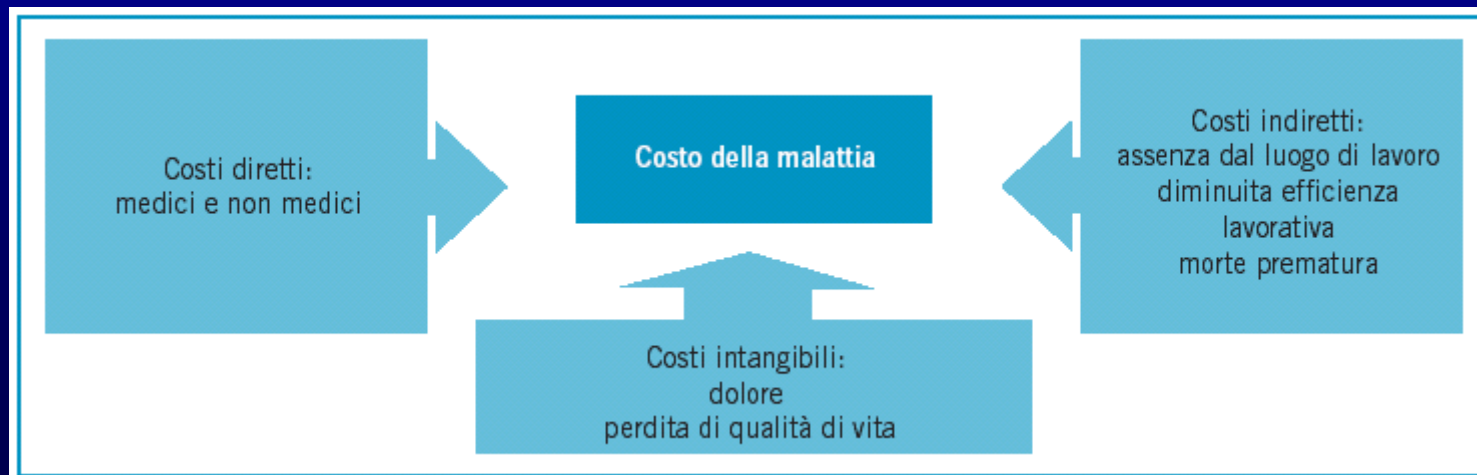 Costi diretti:
medici e non medici
Costo della malattia
Costi indiretti:
assenza dal luogo di lavoro
diminuita efficienza
lavorativa
morte prematura
Costi intangibili:
dolore
perdita di qualità di vita